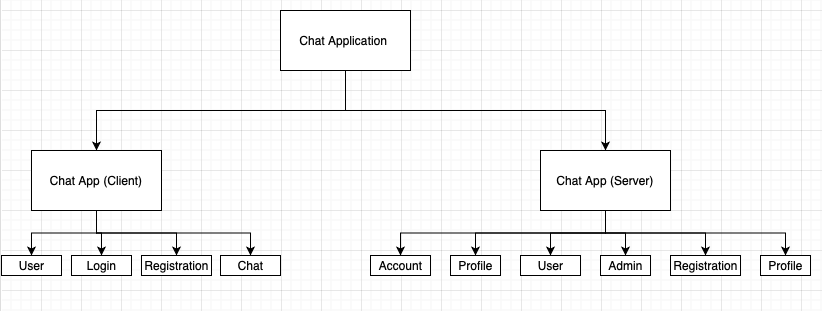 Chat Application
Chat App (Client)
Chat App (Server)
User
Login
Registration
Chat
Account
Profile
User
Admin
Registration
Profile